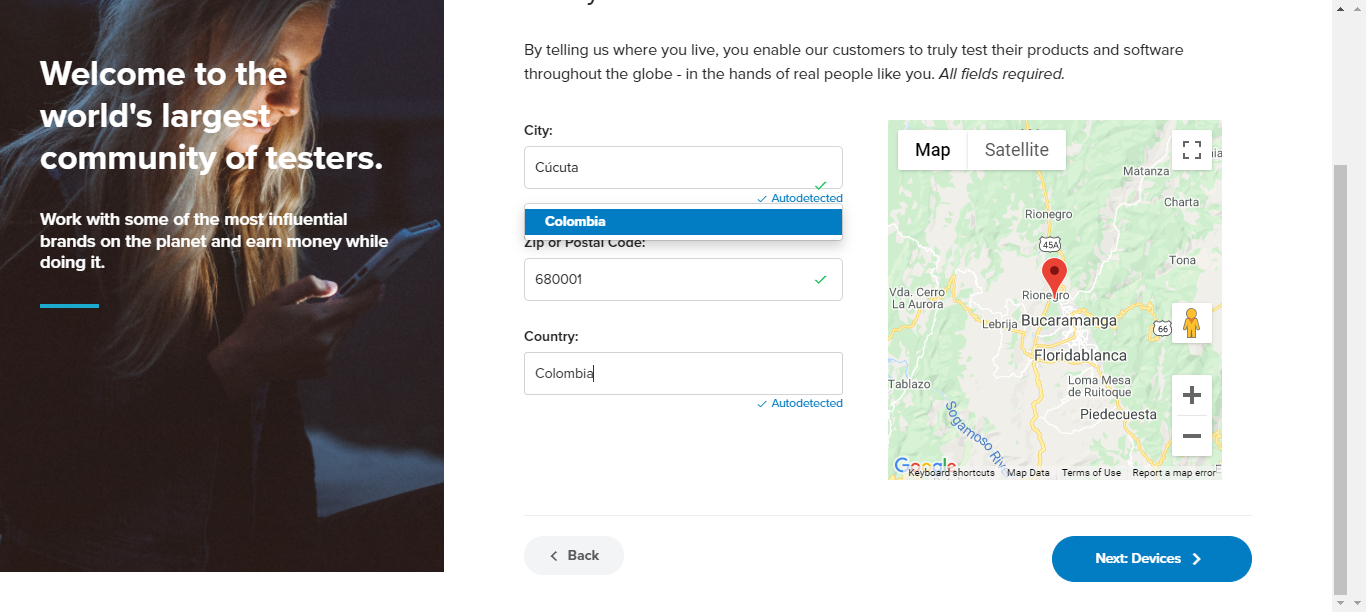 Welcome to the
world's largest
community of testers.
Work with some of the most influential
brands on the planet and earn money while
doing it.
By telling us where you live, you enable our customers to truly test their products and software
throughout the globe - in the hands of real people like you. All fields required.
City:
Cúcuta
Autodetected
Colombia
Zip or Postal Code:
680001
Country:
Colombia
Autodetected
Map
Satellite
Matanza
Charta
Rionegro
45A
Tona
Vda. Cerro
La Aurora
Rionegro
Lebrija
Bucaramanga
66
Floridablanca
Tablazo
Loma Mesa
de Ruitoque
Piedecuesta
Sogamoso
Google
Keyboard shortcuts
Map Data
Terms of Use
Report a map error
Back
Next: Devices